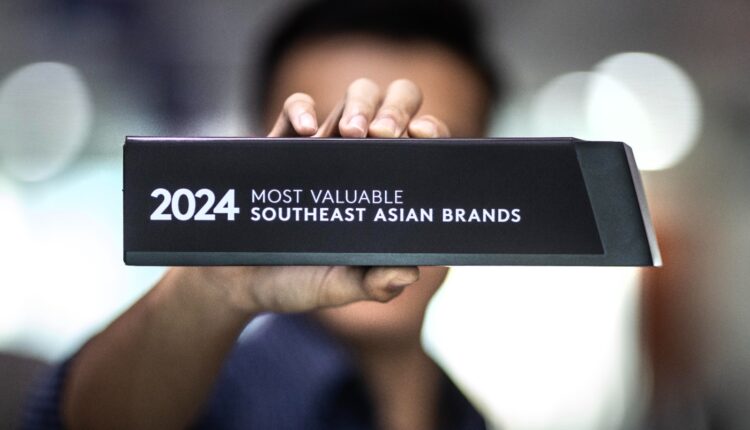 2024 MOST VALUABLE
SOUTHEAST ASIAN BRANDS